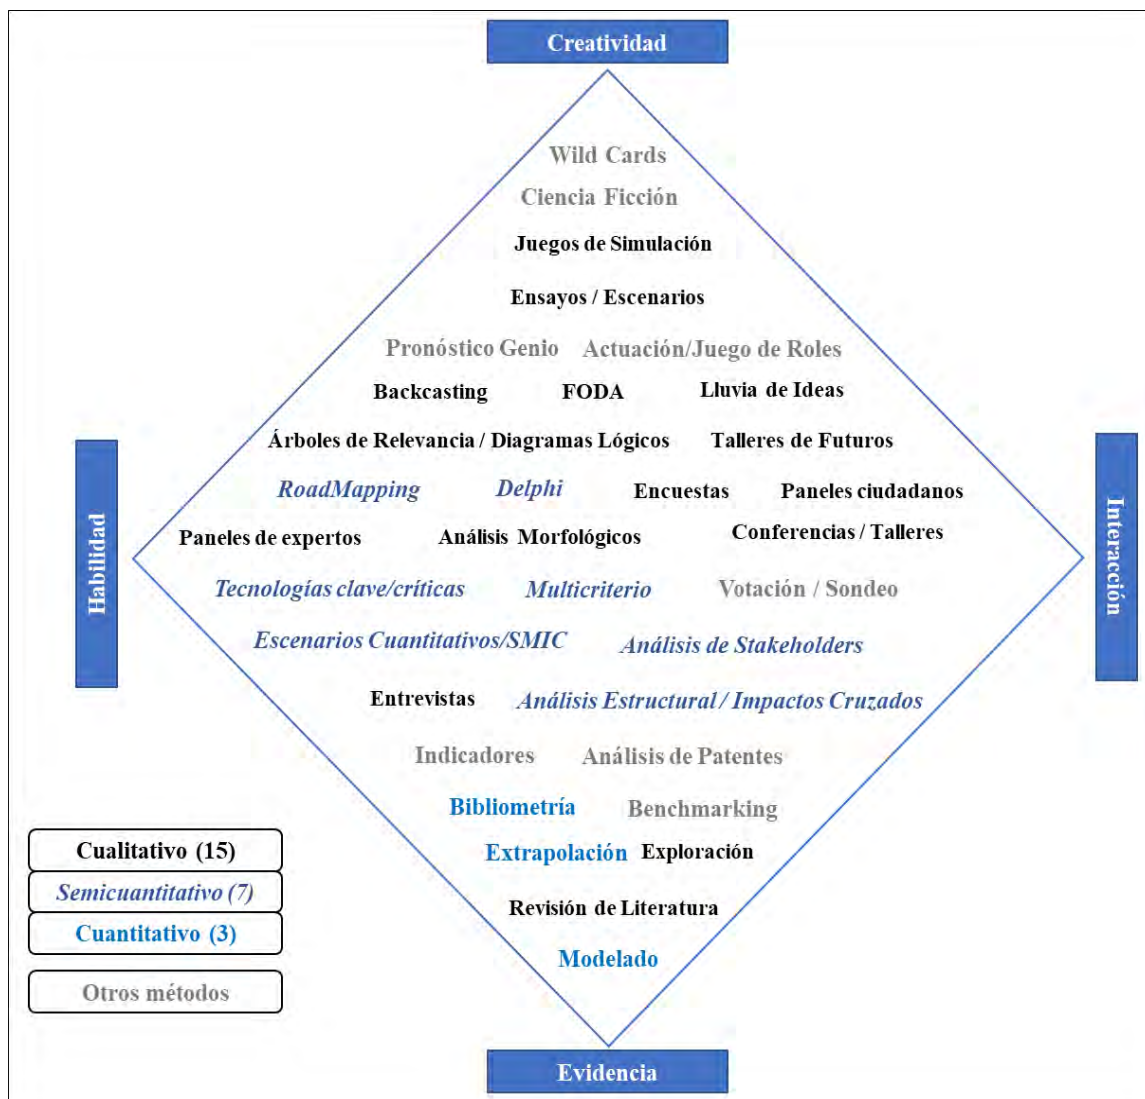 Creatividad
Wild Cards
Ciencia Ficción
Juegos de Simulación
Ensayos / Escenarios
Pronóstico Genio Actuación/Juego de Roles
Backcasting FODA Lluvia de Ideas
Árboles de Relevancia / Diagramas Lógicos Talleres de Futuros
RoadMapping Delphi Encuestas Paneles ciudadanos
Paneles de expertos Análisis Morfológicos Conferencias / Talleres
Habilidad
Interacción
Tecnologías clave/críticas Multicriterio Votación / Sondeo
Escenarios Cuantitativos/SMIC Análisis de Stakeholders
Entrevistas Análisis Estructural / Impactos Cruzados
Indicadores Análisis de Patentes
Bibliometría Benchmarking
Extrapolación Exploración
Revisión de Literatura
Modelado
Cualitativo (15)
Semicuantitativo (7)
Cuantitativo (3)
Otros métodos
Evidencia